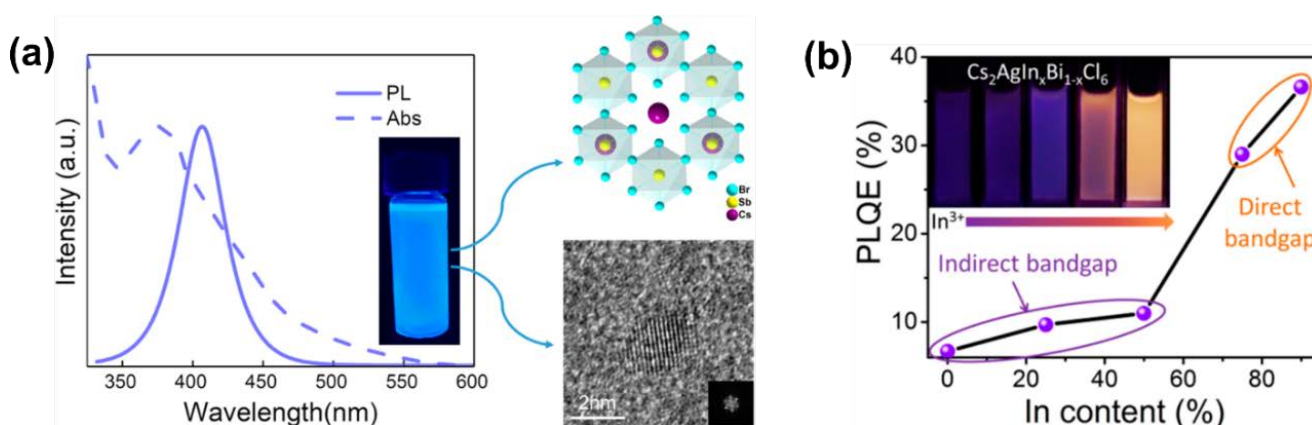 (a)
Intensity (a.u.)
PL
Abs
350 400 450 500 550 600
Wavelength(nm)
Br
Sb
Cs
2nm
(b)
PLQE (%)
40
30
20
10
Cs₂AgInₓBi₁₋ₓCl₆
In³⁺
Direct
bandgap
Indirect bandgap
0 20 40 60 80
In content (%)